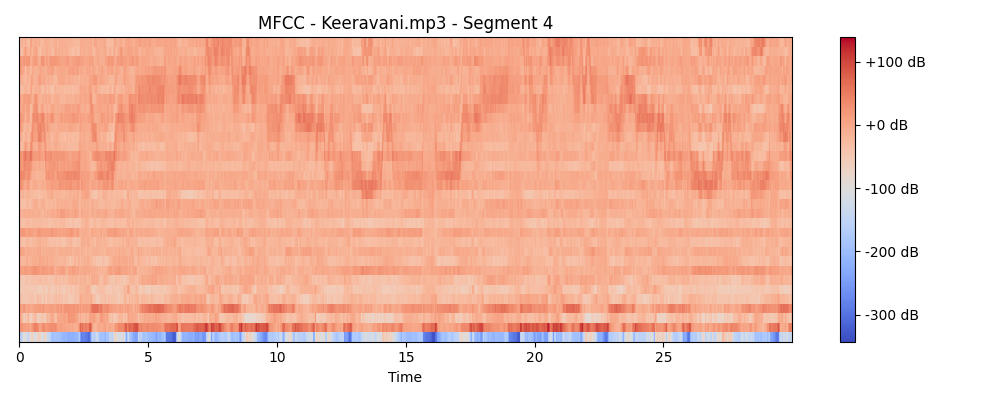 MFCC - Keeravani.mp3 - Segment 4
+100 dB
+0 dB
-100 dB
-200 dB
-300 dB
0 5 10 15 20 25
Time